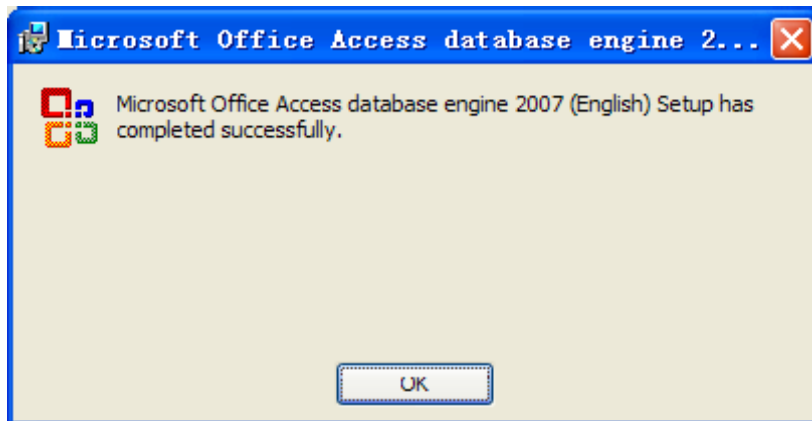 Microsoft Office Access database engine 2...
Microsoft Office Access database engine 2007 (English) Setup has
completed successfully.
OK